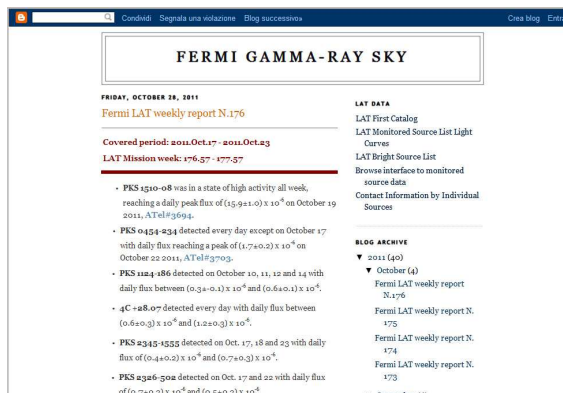 Condividi Segnala una violazione Blog successivo» Crea blog
FERMI GAMMA-RAY SKY
FRIDAY, OCTOBER 28, 2011
Fermi LAT weekly report N.176
Covered period: 2011.Oct.17 - 2011.Oct.23
LAT Mission week: 176.57 - 177.57
• PKS 1510-08 was in a state of high activity all week,
reaching a daily peak flux of (15.9±1.0) x 10⁻⁶ on October 19
2011, ATel#3694.
• PKS 0454-234 detected every day except on October 17
with daily flux reaching a peak of (1.7±0.2) x 10⁻⁶ on
October 22 2011, ATel#3703.
• PKS 1124-186 detected on October 10, 11, 12 and 14 with
daily flux between (0.3±-0.1) x 10⁻⁶ and (0.6±0.1) x 10⁻⁶.
• 4C +28.07 detected every day with daily flux between
(0.6±0.3) x 10⁻⁶ and (1.2±0.3) x 10⁻⁶.
• PKS 2345-1555 detected on Oct. 17, 18 and 23 with daily
flux of (0.4±0.2) x 10⁻⁶ and (0.7±0.3) x 10⁻⁶.
• PKS 2326-502 detected on Oct. 17 and 22 with daily flux
LAT DATA
LAT First Catalog
LAT Monitored Source List Light
Curves
LAT Bright Source List
Browse interface to monitored
source data
Contact Information by Individual
Sources
BLOG ARCHIVE
▼ 2011 (40)
▼ October (4)
Fermi LAT weekly report
N.176
Fermi LAT weekly report N.
175
Fermi LAT weekly report N.
174
Fermi LAT weekly report N.
173